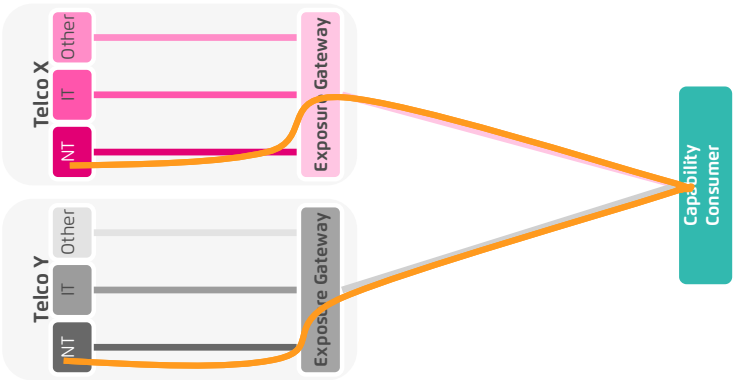 Telco X
Other
IT
NT
Exposure Gateway
Telco Y
Other
IT
NT
Exposure Gateway
Capability
Consumer